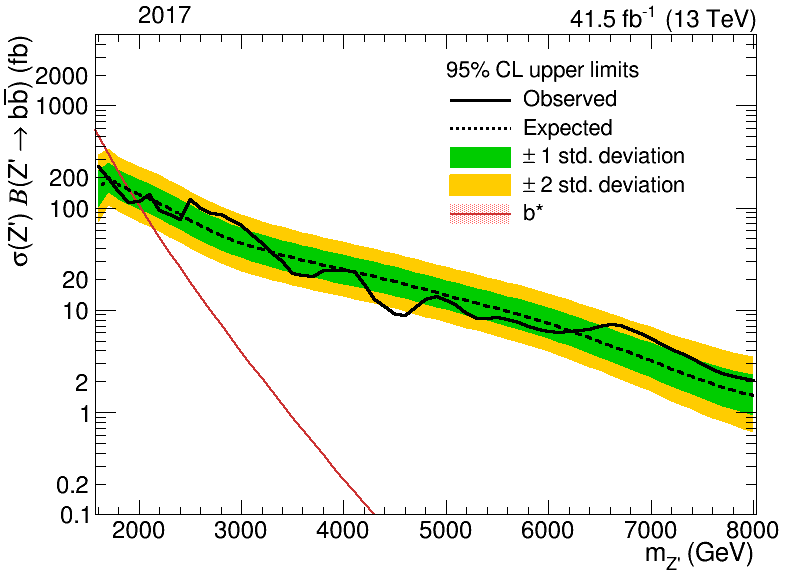 2017
41.5 fb⁻¹ (13 TeV)
σ(Z') B(Z' → bb̅) (fb)
95% CL upper limits
Observed
Expected
± 1 std. deviation
± 2 std. deviation
b*
2000
1000
200
100
20
10
2
1
0.2
0.1
2000 3000 4000 5000 6000 7000 8000
m_Z' (GeV)